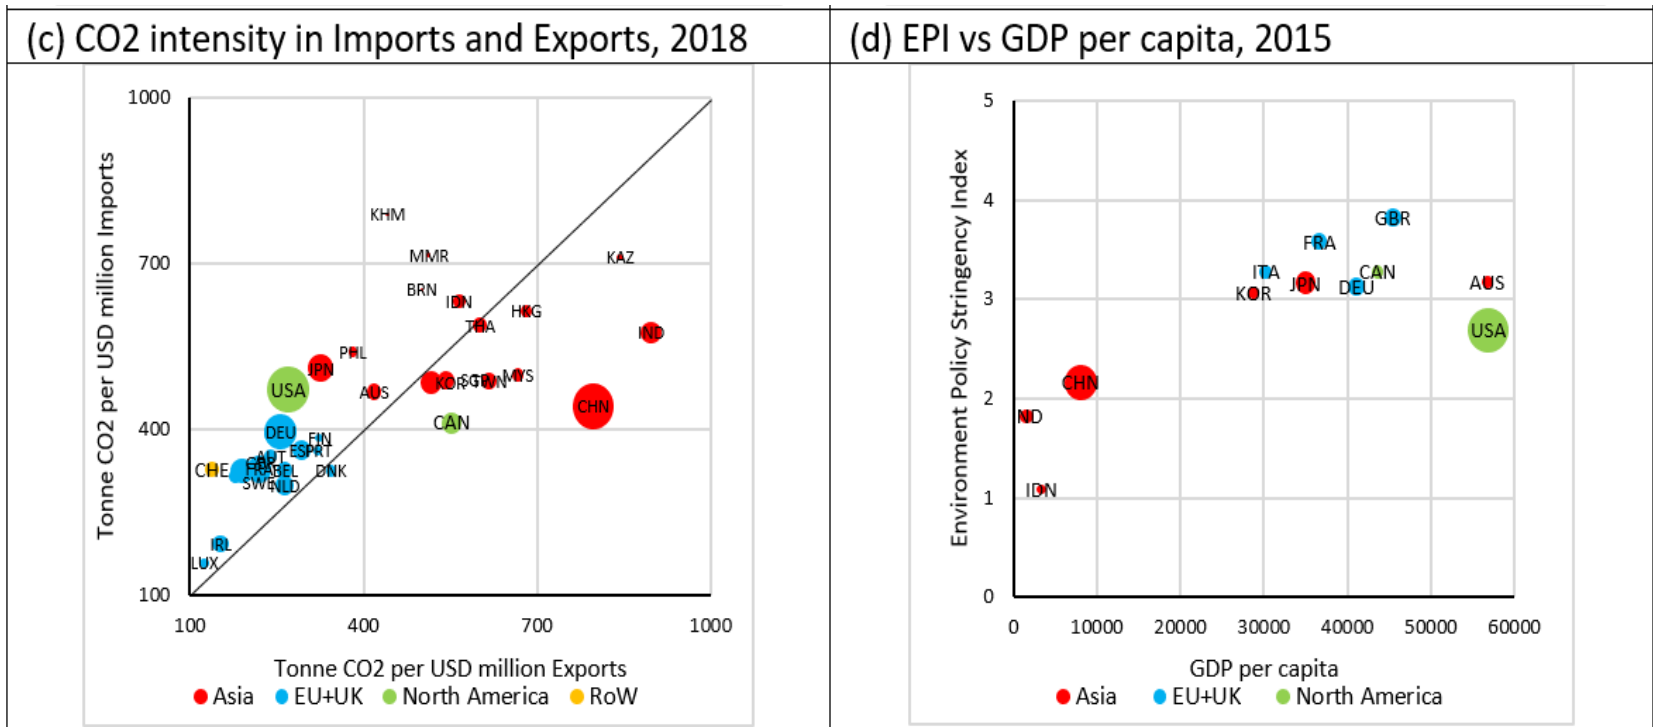 (c) CO2 intensity in Imports and Exports, 2018
1000
700
400
100
100 400 700 1000
Tonne CO2 per USD million Imports
KHM
MMR
KAZ
BRN
IDN
HKG
THA
IND
PHL
JPN
KOR
TWN
MYS
USA
AUS
CHN
CAN
DEU
FIN
ESP
PRT
AUT
CHE
FRA
BEL
DNK
SWE
NLD
IRL
LUX
Tonne CO2 per USD million Exports
Asia EU+UK North America RoW
(d) EPI vs GDP per capita, 2015
5
4
3
2
1
0
0 10000 20000 30000 40000 50000 60000
Environment Policy Stringency Index
GBR
FRA
ITA
CAN
KOR
JPN
DEU
AUS
USA
CHN
ND
IDN
GDP per capita
Asia EU+UK North America